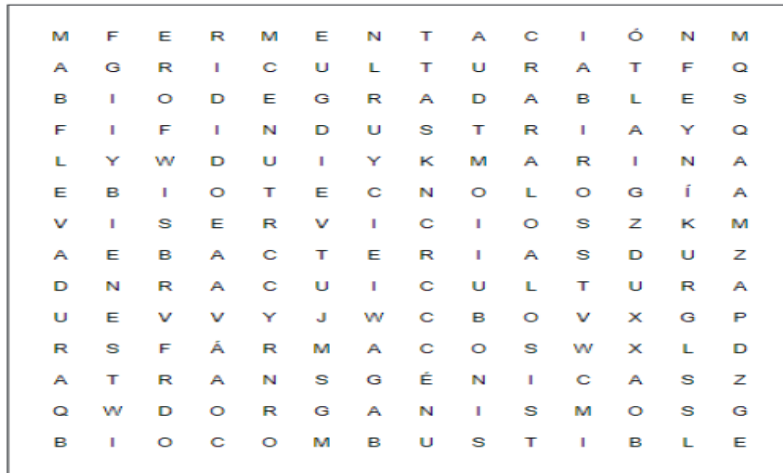 M F E R M E N T A C I Ó N M
A G R I C U L T U R A T F Q
B I O D E G R A D A B L E S
F I F I N D U S T R I A Y Q
L Y W D U I Y K M A R I N A
E B I O T E C N O L O G Í A
V I S E R V I C I O S Z K M
A E B A C T E R I A S D U Z
D N R A C U I C U L T U R A
U E V V Y J W C B O V X G P
R S F Á R M A C O S W X L D
A T R A N S G É N I C A S Z
Q W D O R G A N I S M O S G
B I O C O M B U S T I B L E